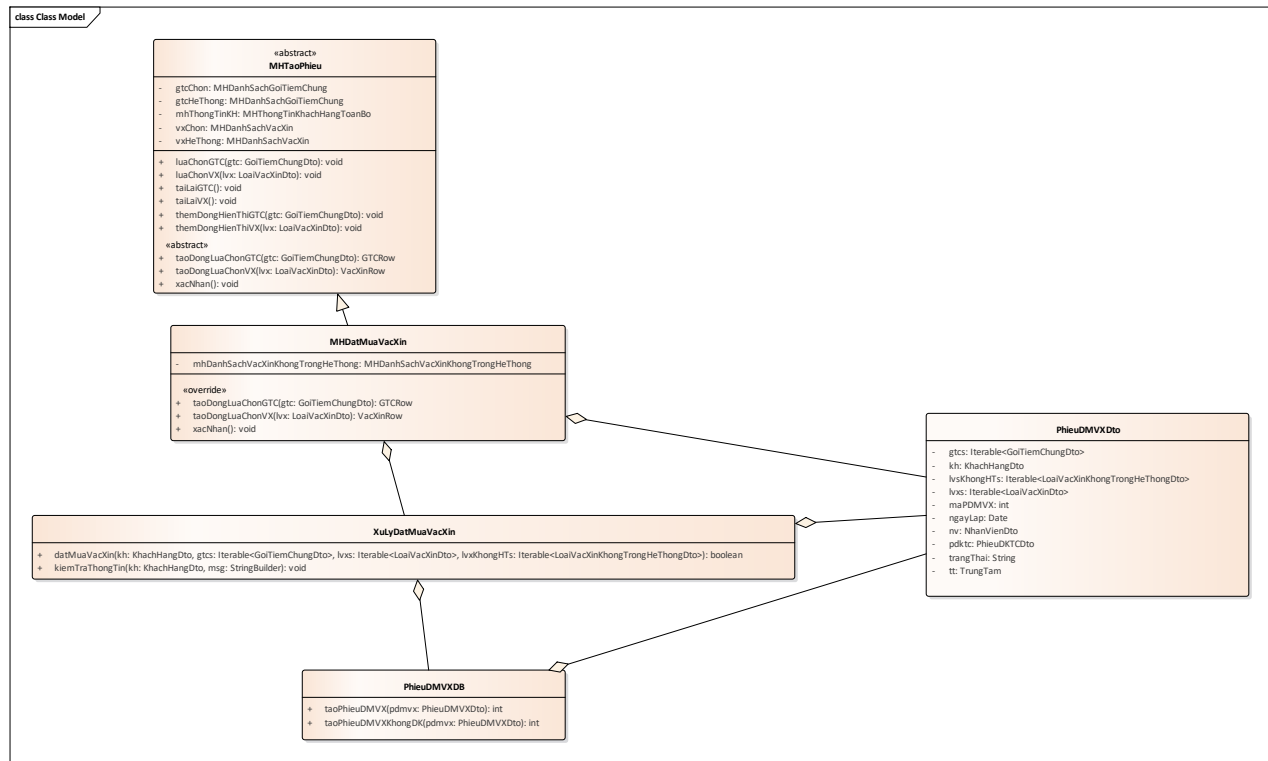 class Class Model
«abstract»
MHTaoPhieu
- gtcChon: MHDanhSachGoiTiemChung
- gtcHeThong: MHDanhSachGoiTiemChung
- mhThongTinKH: MHThongTinKhachHangToanBo
- vxChon: MHDanhSachVacXin
- vxHeThong: MHDanhSachVacXin
+ luaChonGTC(gtc: GoiTiemChungDto): void
+ luaChonVX(lvx: LoaiVacXinDto): void
+ taiLaiGTC(): void
+ taiLaiVX(): void
+ themDongHienThiGTC(gtc: GoiTiemChungDto): void
+ themDongHienThiVX(lvx: LoaiVacXinDto): void
«abstract»
+ taoDongLuaChonGTC(gtc: GoiTiemChungDto): GTCRow
+ taoDongLuaChonVX(lvx: LoaiVacXinDto): VacXinRow
+ xacNhan(): void
MHDatMuaVacXin
- mhDanhSachVacXinKhongTrongHeThong: MHDanhSachVacXinKhongTrongHeThong
«override»
+ taoDongLuaChonGTC(gtc: GoiTiemChungDto): GTCRow
+ taoDongLuaChonVX(lvx: LoaiVacXinDto): VacXinRow
+ xacNhan(): void
PhieuDMVXDto
- gtcs: Iterable<GoiTiemChungDto>
- kh: KhachHangDto
- lvsKhongHTs: Iterable<LoaiVacXinKhongTrongHeThongDto>
- lvxs: Iterable<LoaiVacXinDto>
- maPDMVX: int
- ngayLap: Date
- nv: NhanVienDto
- pdktc: PhieuDKTCDto
- trangThai: String
- tt: TrungTam
XuLyDatMuaVacXin
+ datMuaVacXin(kh: KhachHangDto, gtcs: Iterable<GoiTiemChungDto>, lvxs: Iterable<LoaiVacXinDto>, lvxKhongHTs: Iterable<LoaiVacXinKhongTrongHeThongDto>): boolean
+ kiemTraThongTin(kh: KhachHangDto, msg: StringBuilder): void
PhieuDMVXDB
+ taoPhieuDMVX(pdmvx: PhieuDMVXDto): int
+ taoPhieuDMVXKhongDK(pdmvx: PhieuDMVXDto): int